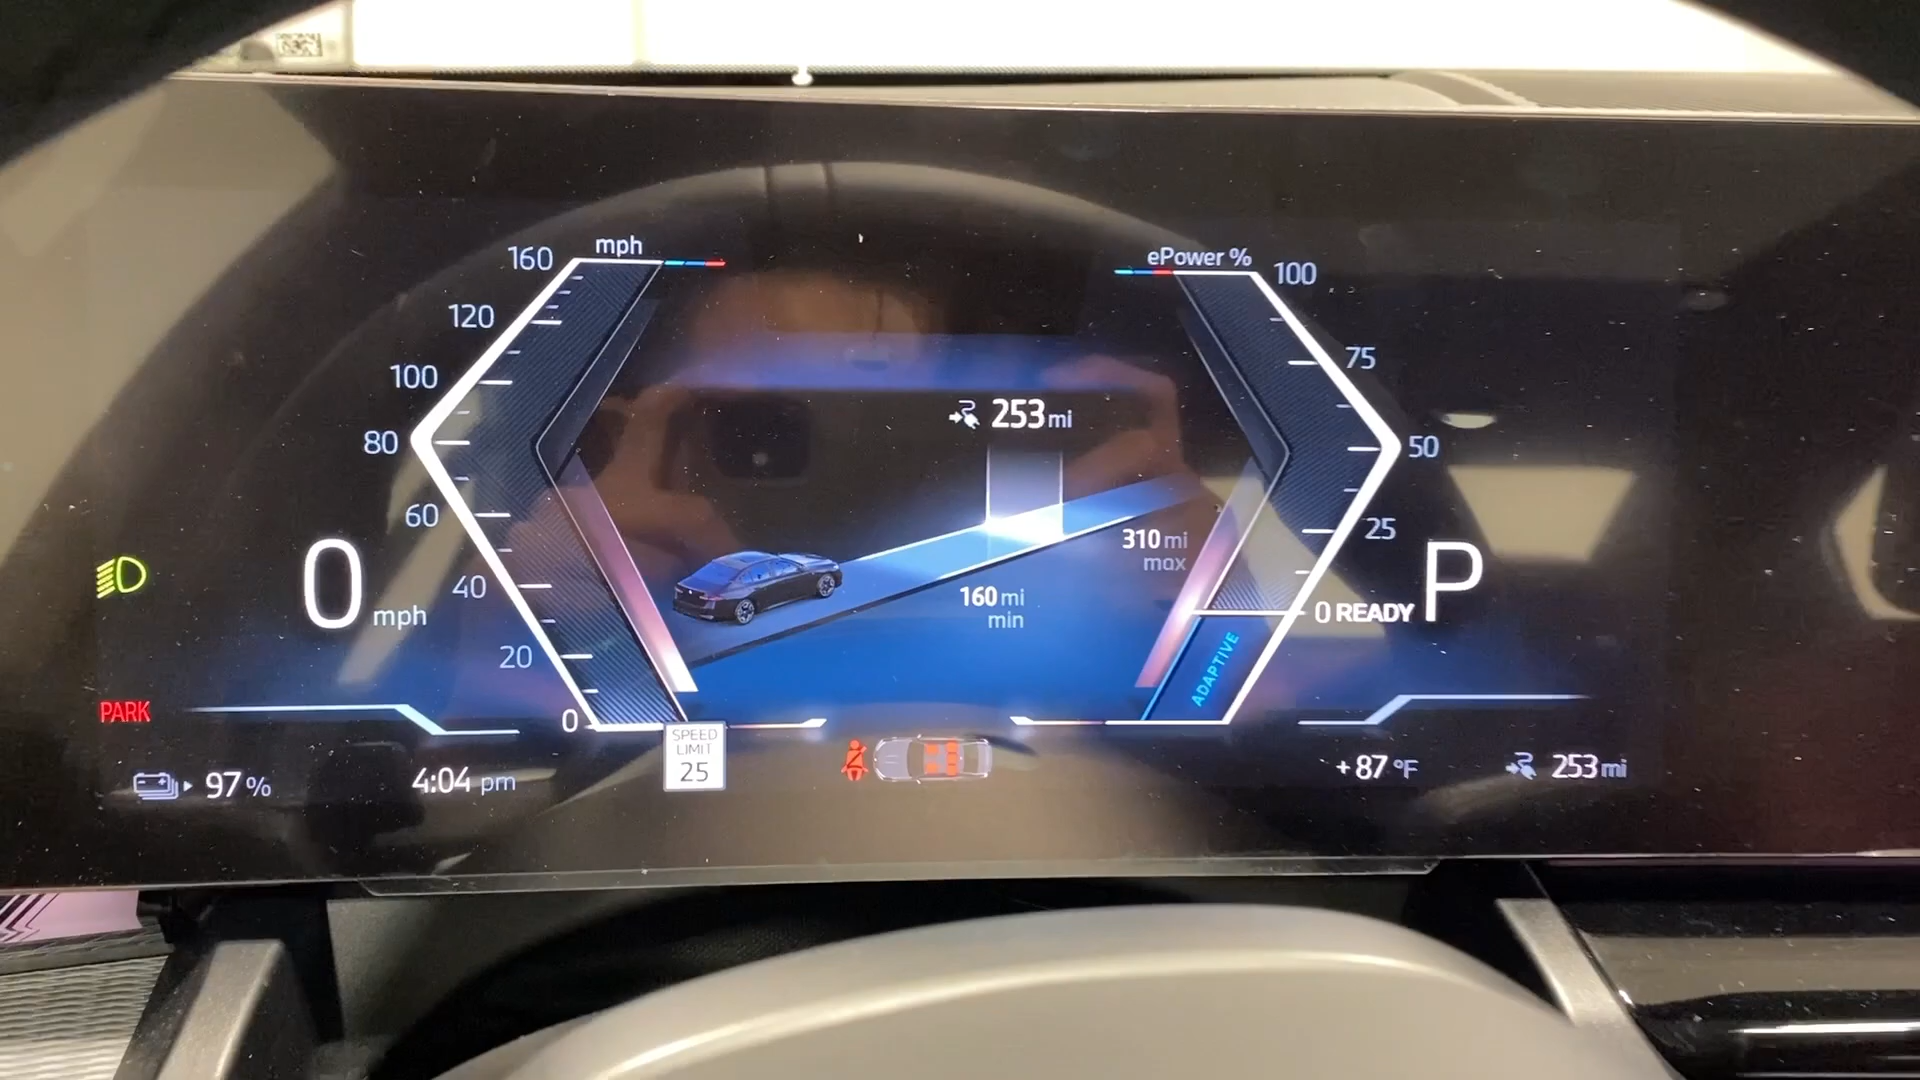 mph
160
120
100
80
60
40
20
0
0 mph
ePower %
100
75
50
25
0 READY
P
ADAPTIVE
253 mi
310 mi
max
160 mi
min
PARK
SPEED
LIMIT
25
97 %
4:04 pm
+87 °F
253 mi